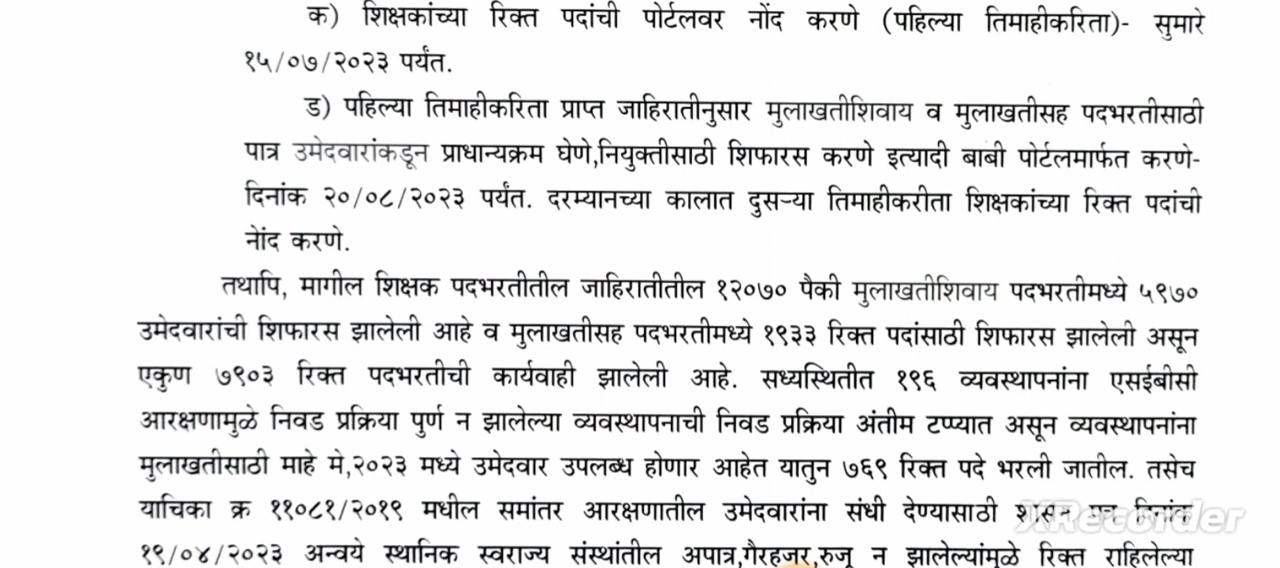 क) शिक्षकांच्या रिक्त पदांची पोर्टलवर नोंद करणे (पहिल्या तिमाहीकरिता)- सुमारे
१५/०७/२०२३ पर्यंत.
ड) पहिल्या तिमाहीकरिता प्राप्त जाहिरातीनुसार मुलाखतीशिवाय व मुलाखतीसह पदभरतीसाठी
पात्र उमेदवारांकडून प्राधान्यक्रम घेणे,नियुक्तीसाठी शिफारस करणे इत्यादी बाबी पोर्टलमार्फत करणे-
दिनांक २०/०८/२०२३ पर्यंत. दरम्यानच्या कालात दुसऱ्या तिमाहीकरीता शिक्षकांच्या रिक्त पदांची
नोंद करणे.
तथापि, मागील शिक्षक पदभरतीतील जाहिरातीतील १२०७० पैकी मुलाखतीशिवाय पदभरतीमध्ये ५९७०
उमेदवारांची शिफारस झालेली आहे व मुलाखतीसह पदभरतीमध्ये १९३३ रिक्त पदांसाठी शिफारस झालेली असून
एकुण ७९०३ रिक्त पदभरतीची कार्यवाही झालेली आहे. सध्यस्थितीत १९६ व्यवस्थापनांना एसईबीसी
आरक्षणामुळे निवड प्रक्रिया पुर्ण न झालेल्या व्यवस्थापनाची निवड प्रक्रिया अंतीम टप्प्यात असून व्यवस्थापनांना
मुलाखतीसाठी माहे मे,२०२३ मध्ये उमेदवार उपलब्ध होणार आहेत यातुन ७६९ रिक्त पदे भरली जातील. तसेच
याचिका क्र ११०८१/२०१९ मधील समांतर आरक्षणातील उमेदवारांना संधी देण्यासाठी शासन पत्र दिनांक
XRecorder
१९/०४/२०२३ अन्वये स्थानिक स्वराज्य संस्थांतील अपात्र,गैरहजर,रुजू न झालेल्यांमुळे रिक्त राहिलेल्या